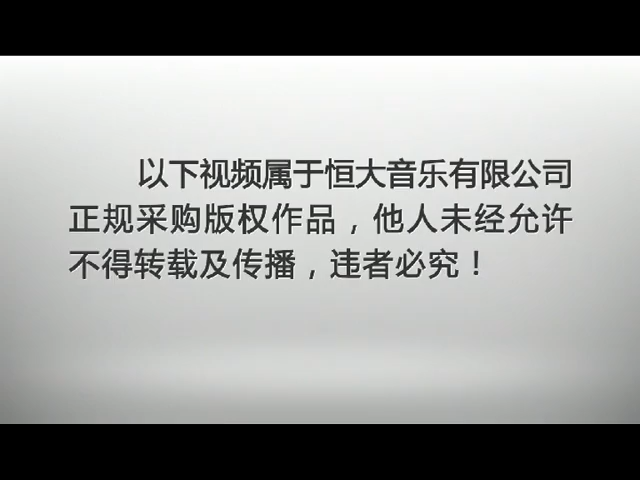 以下视频属于恒大音乐有限公司
正规采购版权作品，他人未经允许
不得转载及传播，违者必究！